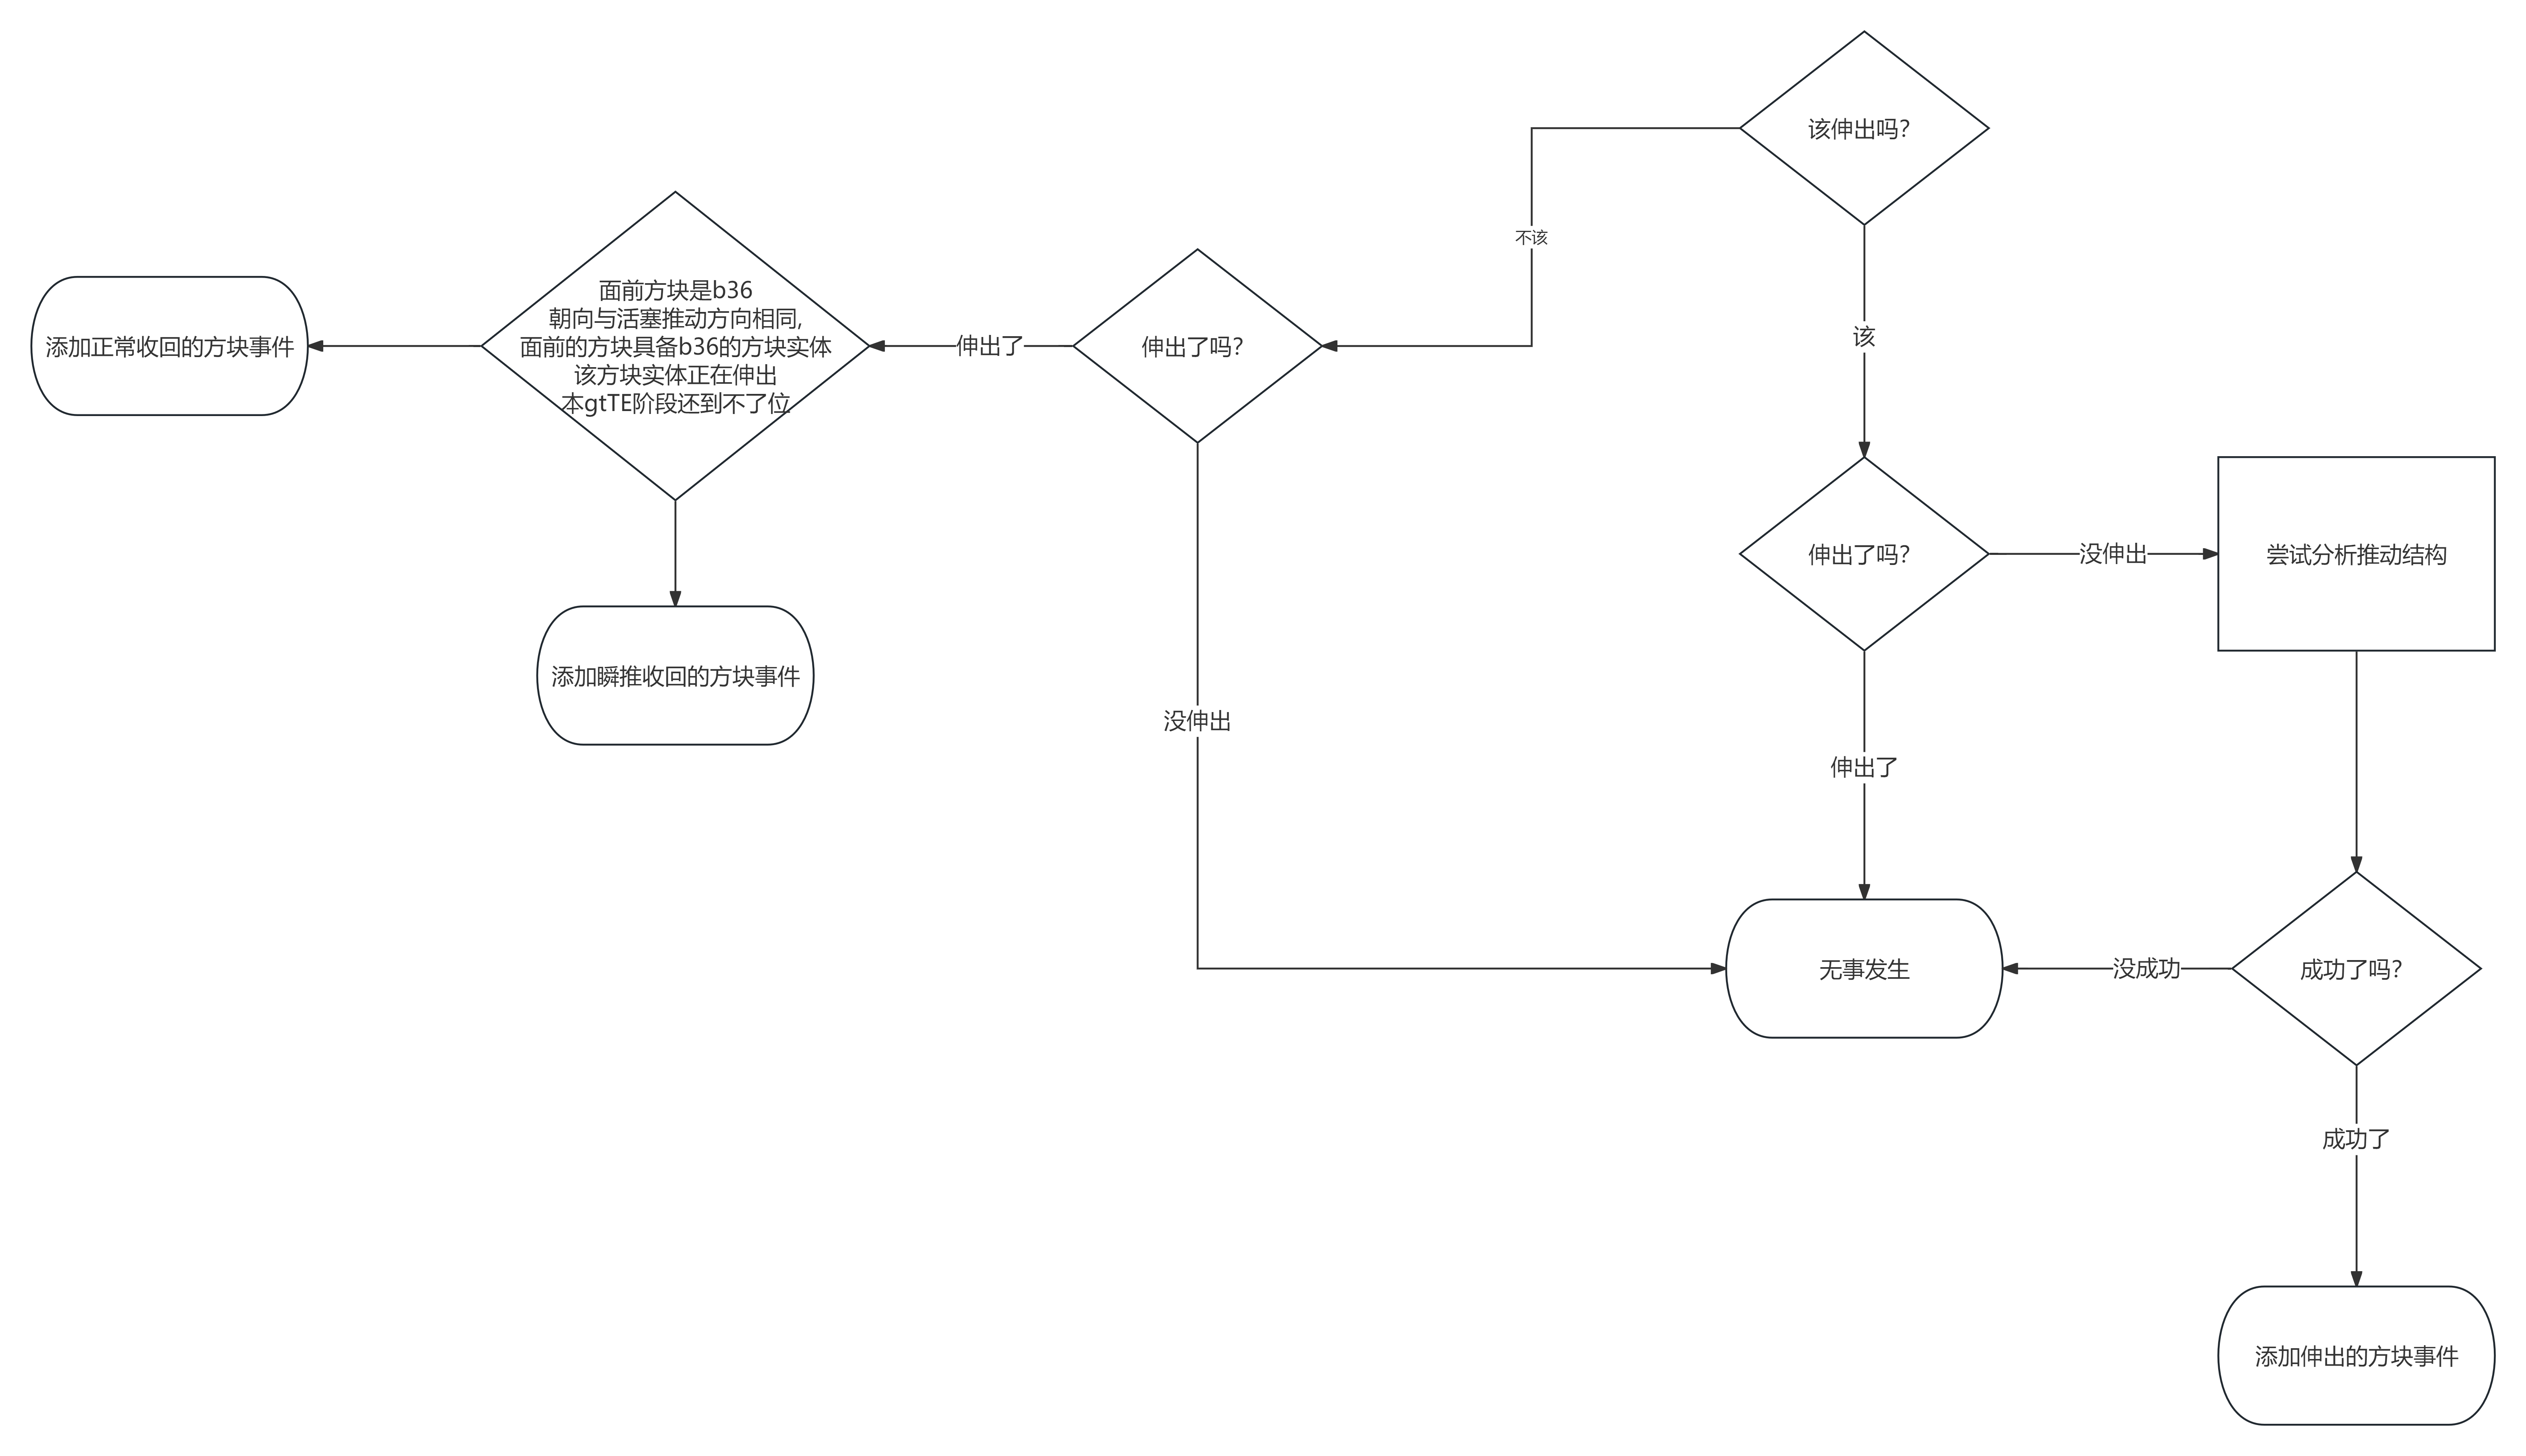 该伸出吗?
不该
该
面前方块是b36
朝向与活塞推动方向相同,
面前的方块具备b36的方块实体
该方块实体正在伸出
本gtTE阶段还到不了位
添加正常收回的方块事件
伸出了
伸出了吗?
伸出了吗?
没伸出
尝试分析推动结构
添加瞬推收回的方块事件
没伸出
伸出了
无事发生
没成功
成功了吗?
成功了
添加伸出的方块事件